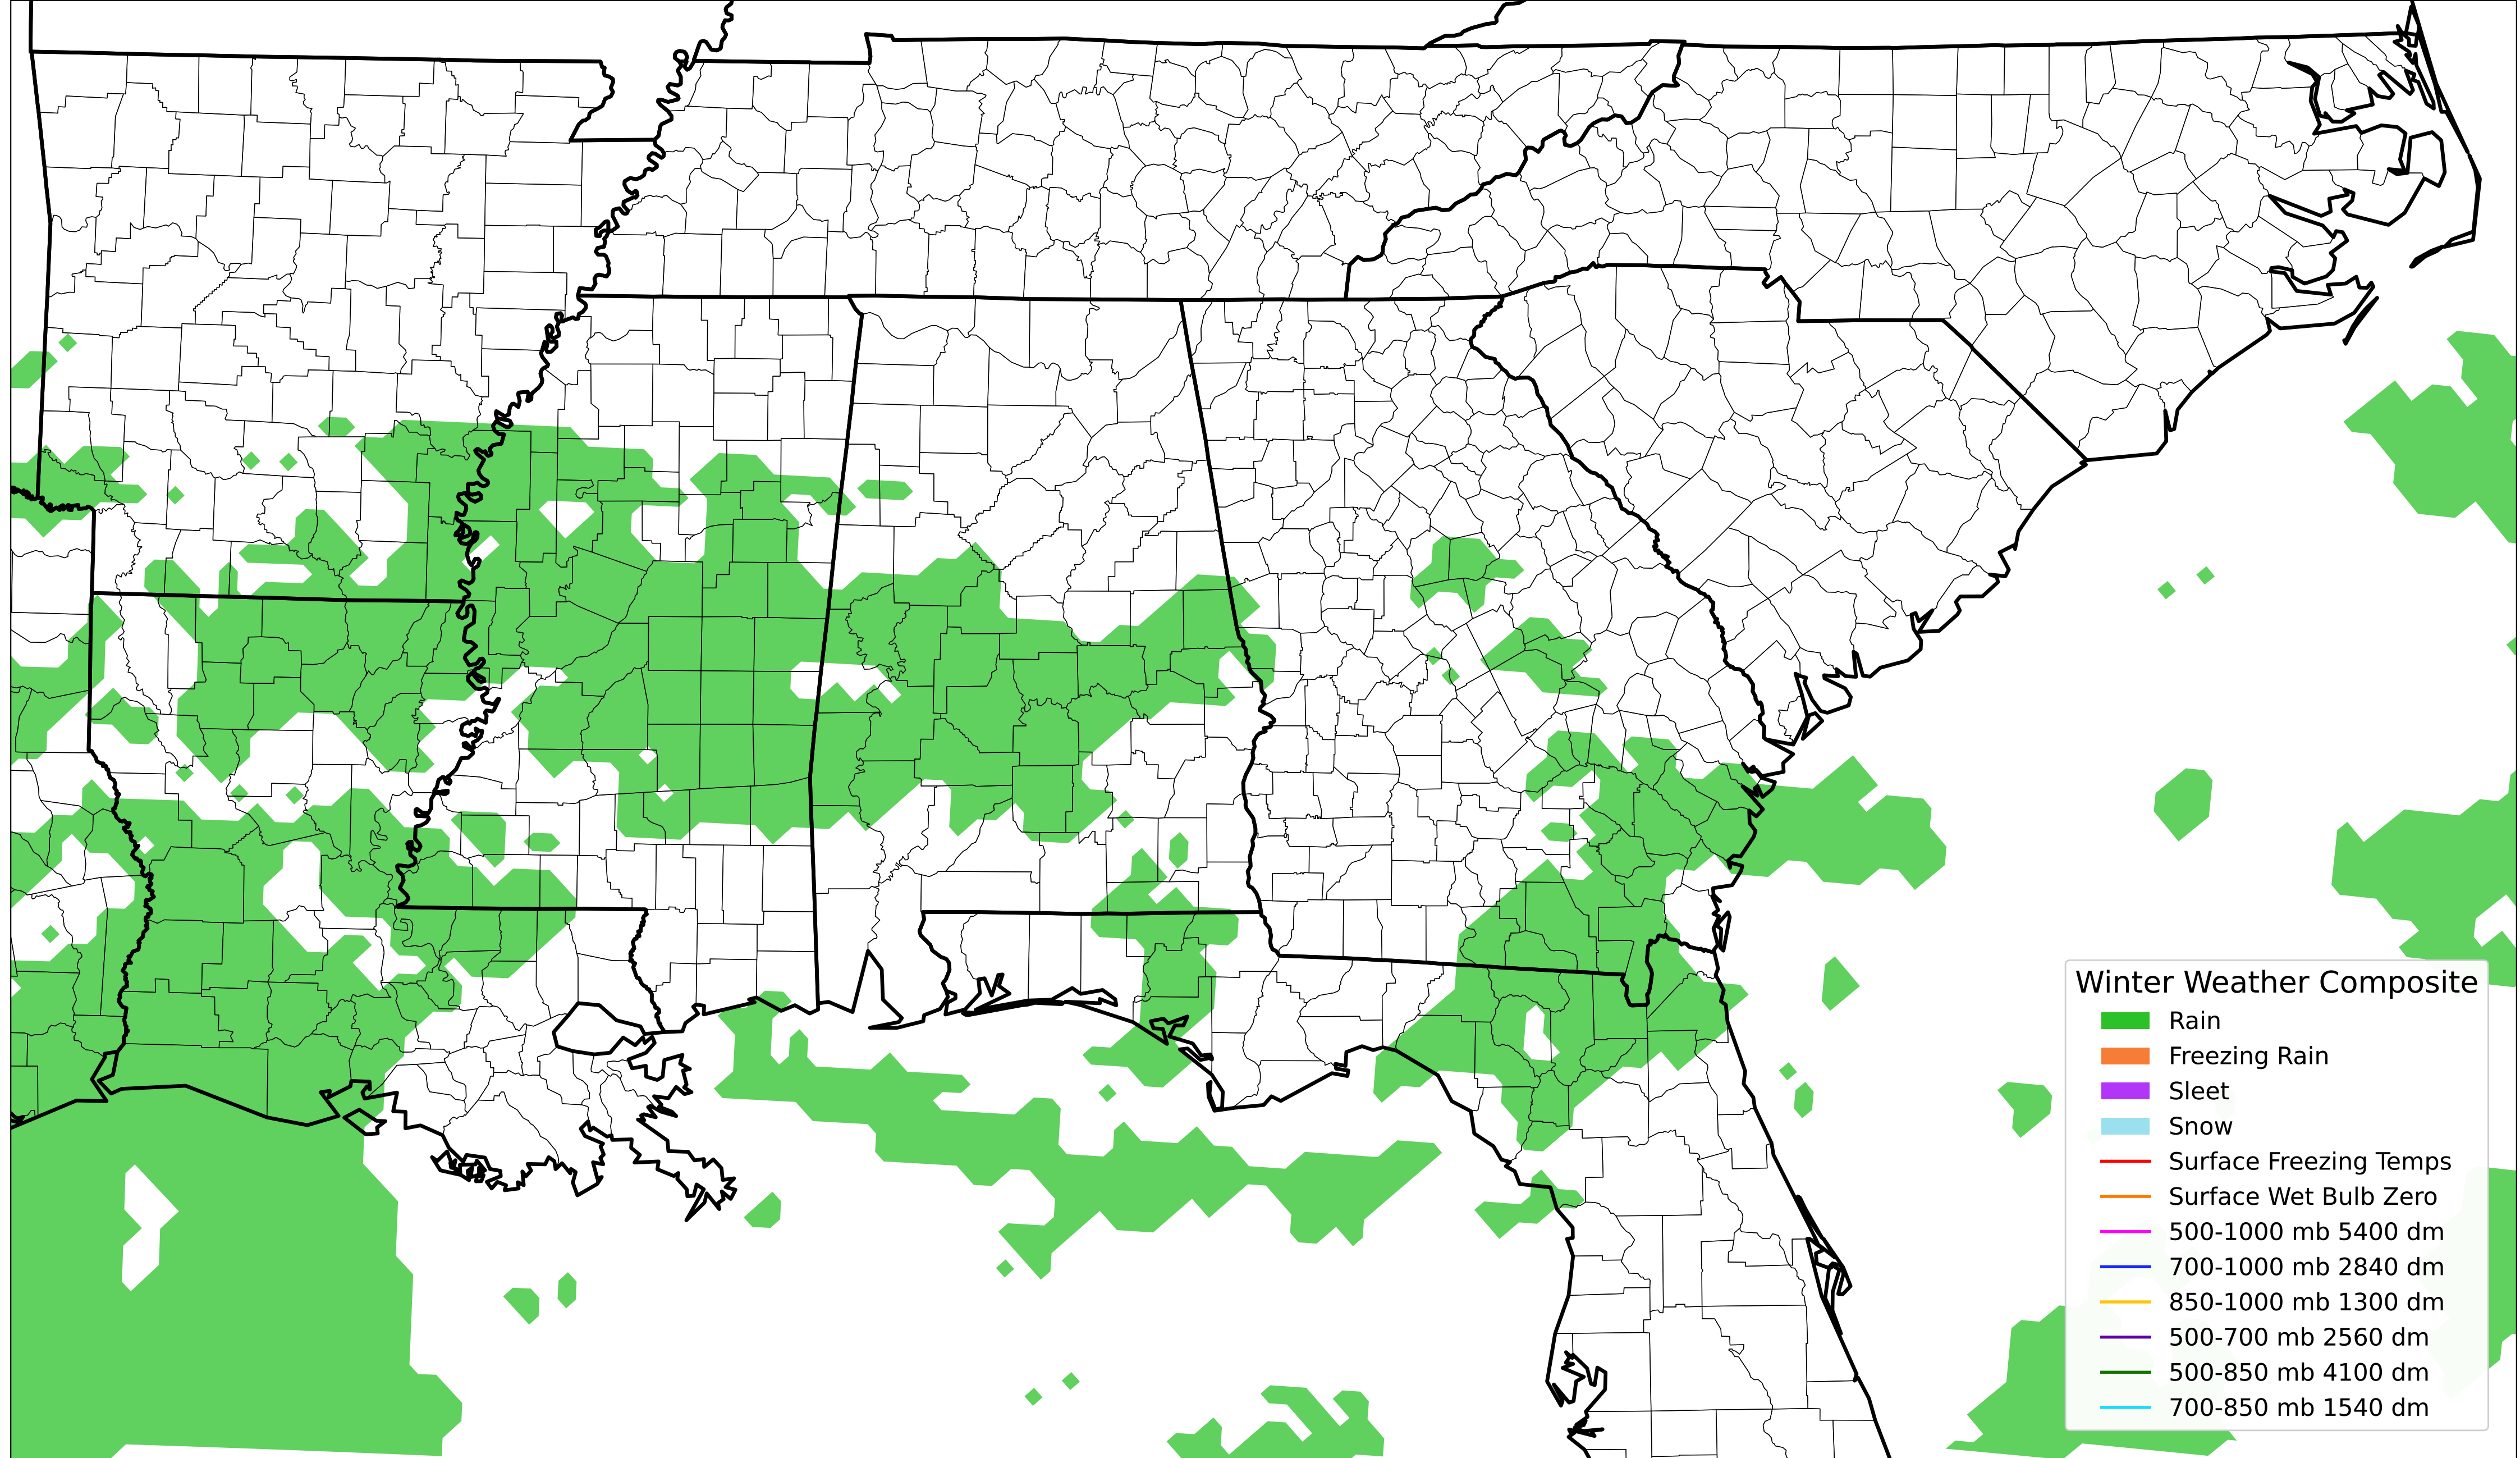 Winter Weather Composite
Rain
Freezing Rain
Sleet
Snow
Surface Freezing Temps
Surface Wet Bulb Zero
500-1000 mb 5400 dm
700-1000 mb 2840 dm
850-1000 mb 1300 dm
500-700 mb 2560 dm
500-850 mb 4100 dm
700-850 mb 1540 dm